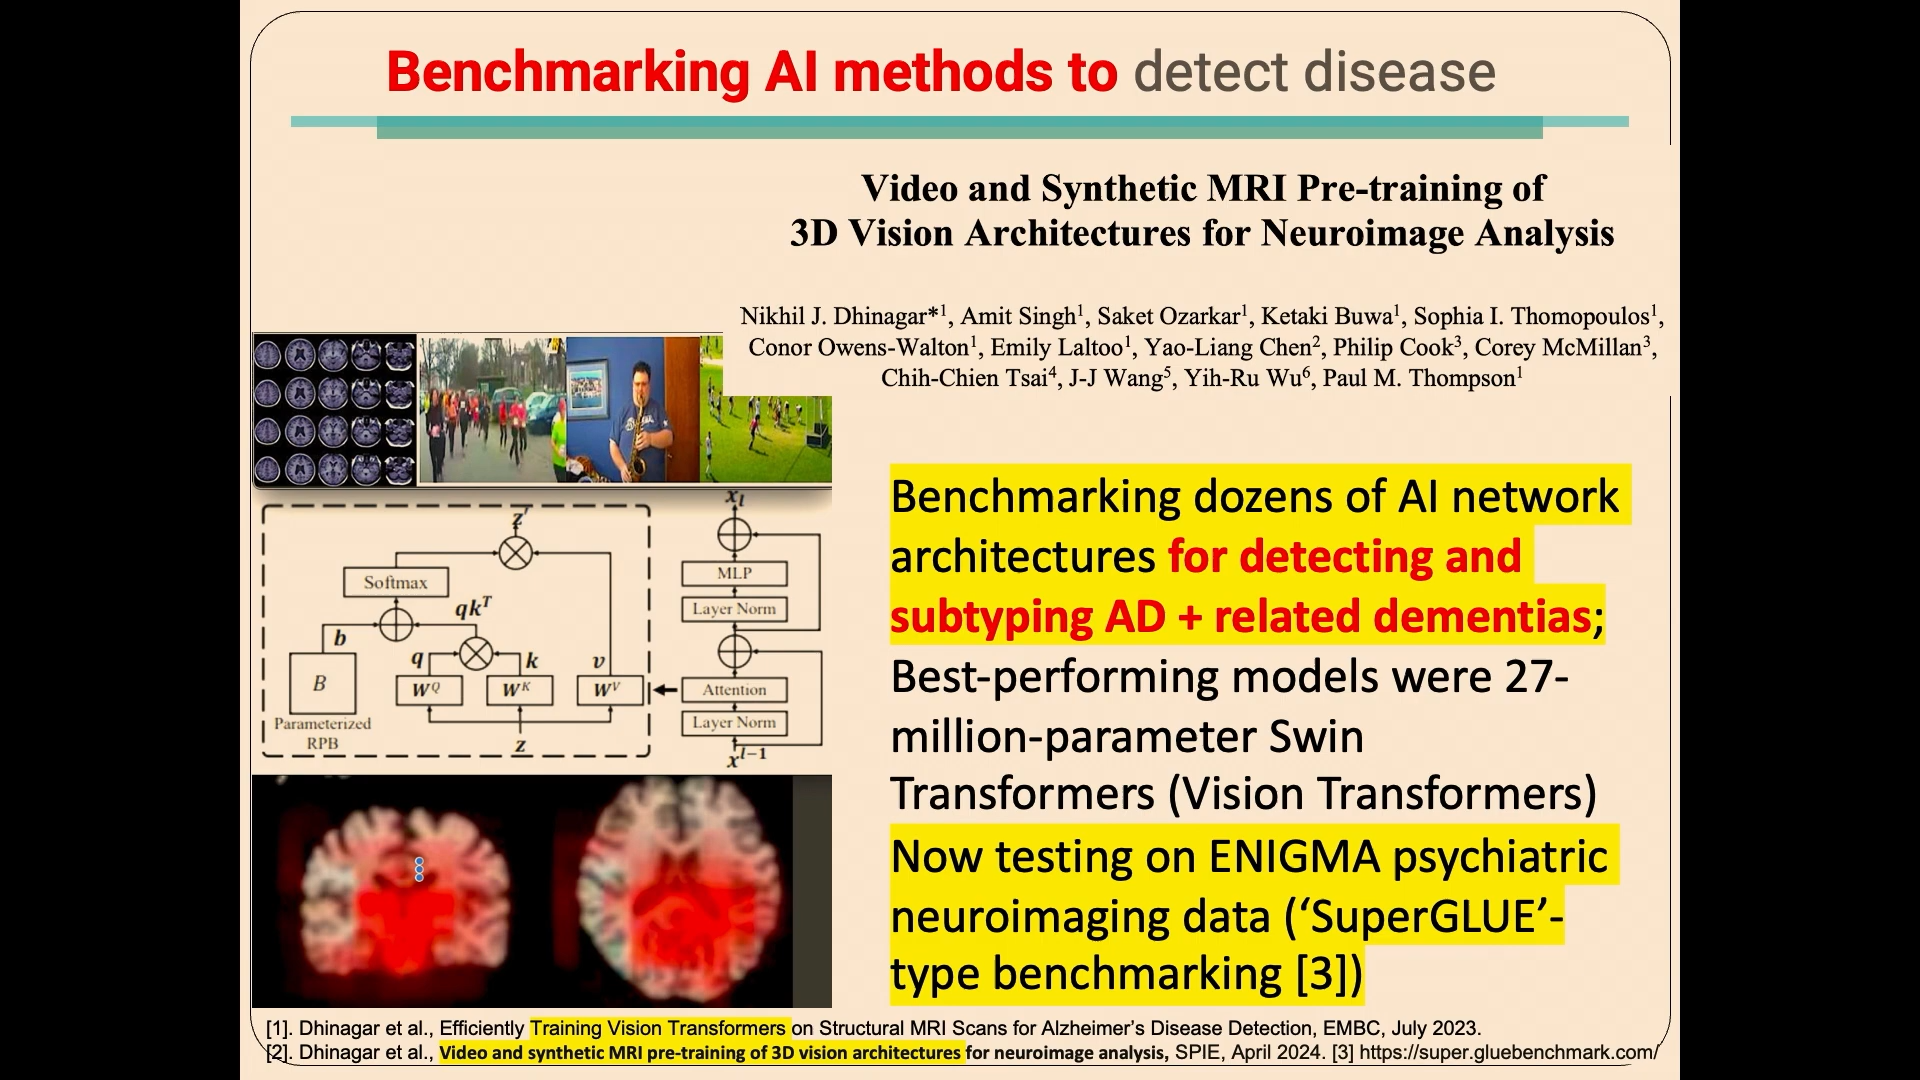 Benchmarking AI methods to detect disease
Video and Synthetic MRI Pre-training of
3D Vision Architectures for Neuroimage Analysis
Nikhil J. Dhinagar*1, Amit Singh1, Saket Ozarkar1, Ketaki Buwa1, Sophia I. Thomopoulos1,
Conor Owens-Walton1, Emily Laltoo1, Yao-Liang Chen2, Philip Cook3, Corey McMillan3,
Chih-Chien Tsai4, J-J Wang5, Yih-Ru Wu6, Paul M. Thompson1
z′
Softmax
qkT
b
q
k
v
B
WQ
WK
WV
Parameterized
RPB
z
xl
MLP
Layer Norm
Attention
Layer Norm
xl−1
Benchmarking dozens of AI network
architectures for detecting and
subtyping AD + related dementias;
Best-performing models were 27-
million-parameter Swin
Transformers (Vision Transformers)
Now testing on ENIGMA psychiatric
neuroimaging data (‘SuperGLUE’-
type benchmarking [3])
[1]. Dhinagar et al., Efficiently Training Vision Transformers on Structural MRI Scans for Alzheimer’s Disease Detection, EMBC, July 2023.
[2]. Dhinagar et al., Video and synthetic MRI pre-training of 3D vision architectures for neuroimage analysis, SPIE, April 2024. [3] https://super.gluebenchmark.com/